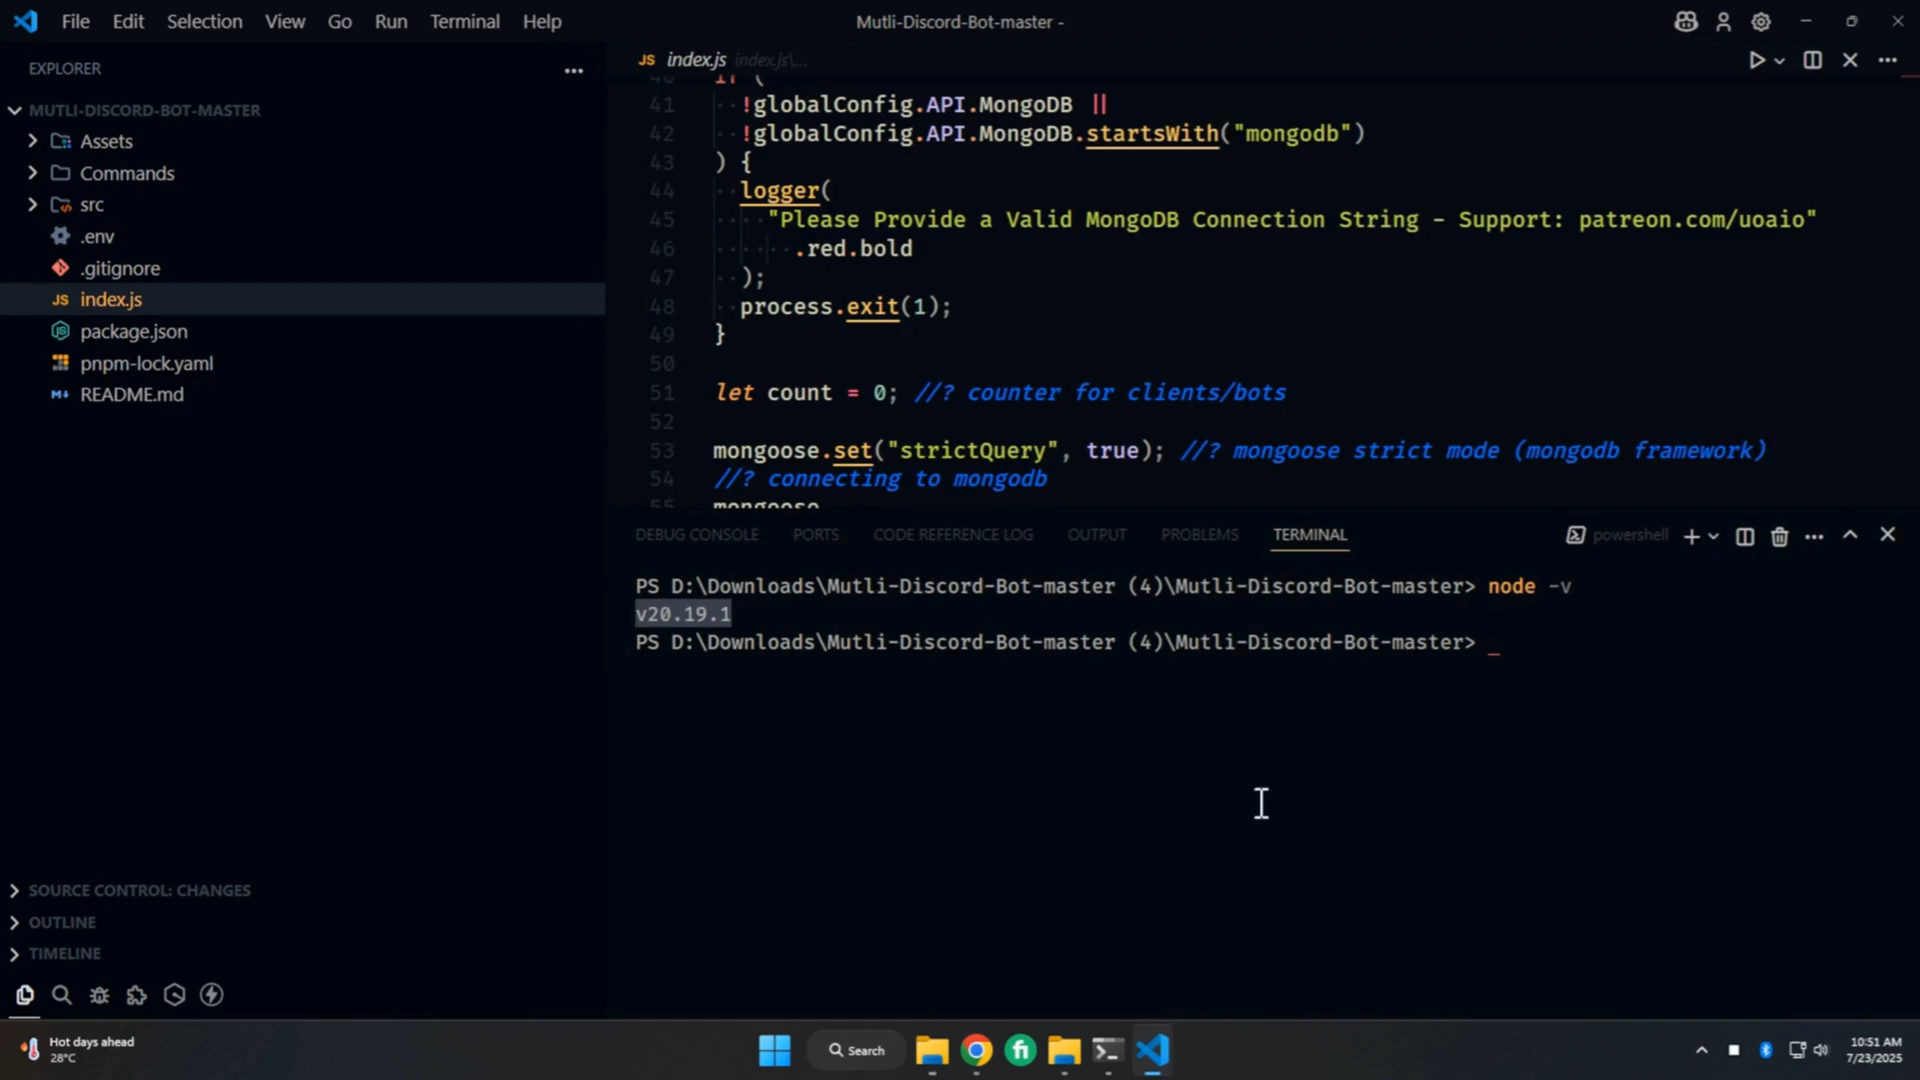 File Edit Selection View Go Run Terminal Help
Mutli-Discord-Bot-master -
EXPLORER
MUTLI-DISCORD-BOT-MASTER
Assets
Commands
src
.env
.gitignore
JS index.js
package.json
pnpm-lock.yaml
README.md
SOURCE CONTROL: CHANGES
OUTLINE
TIMELINE
JS index.js index.js\...
40 if (
41 !globalConfig.API.MongoDB ||
42 !globalConfig.API.MongoDB.startsWith("mongodb")
43 ) {
44 logger(
45 "Please Provide a Valid MongoDB Connection String - Support: patreon.com/uoaio"
46 .red.bold
47 );
48 process.exit(1);
49 }
50
51 let count = 0; //? counter for clients/bots
52
53 mongoose.set("strictQuery", true); //? mongoose strict mode (mongodb framework)
54 //? connecting to mongodb
55 mongoose
DEBUG CONSOLE PORTS CODE REFERENCE LOG OUTPUT PROBLEMS TERMINAL powershell
PS D:\Downloads\Mutli-Discord-Bot-master (4)\Mutli-Discord-Bot-master> node -v
v20.19.1
PS D:\Downloads\Mutli-Discord-Bot-master (4)\Mutli-Discord-Bot-master> _
Hot days ahead
28°C
Search
10:51 AM
7/23/2025